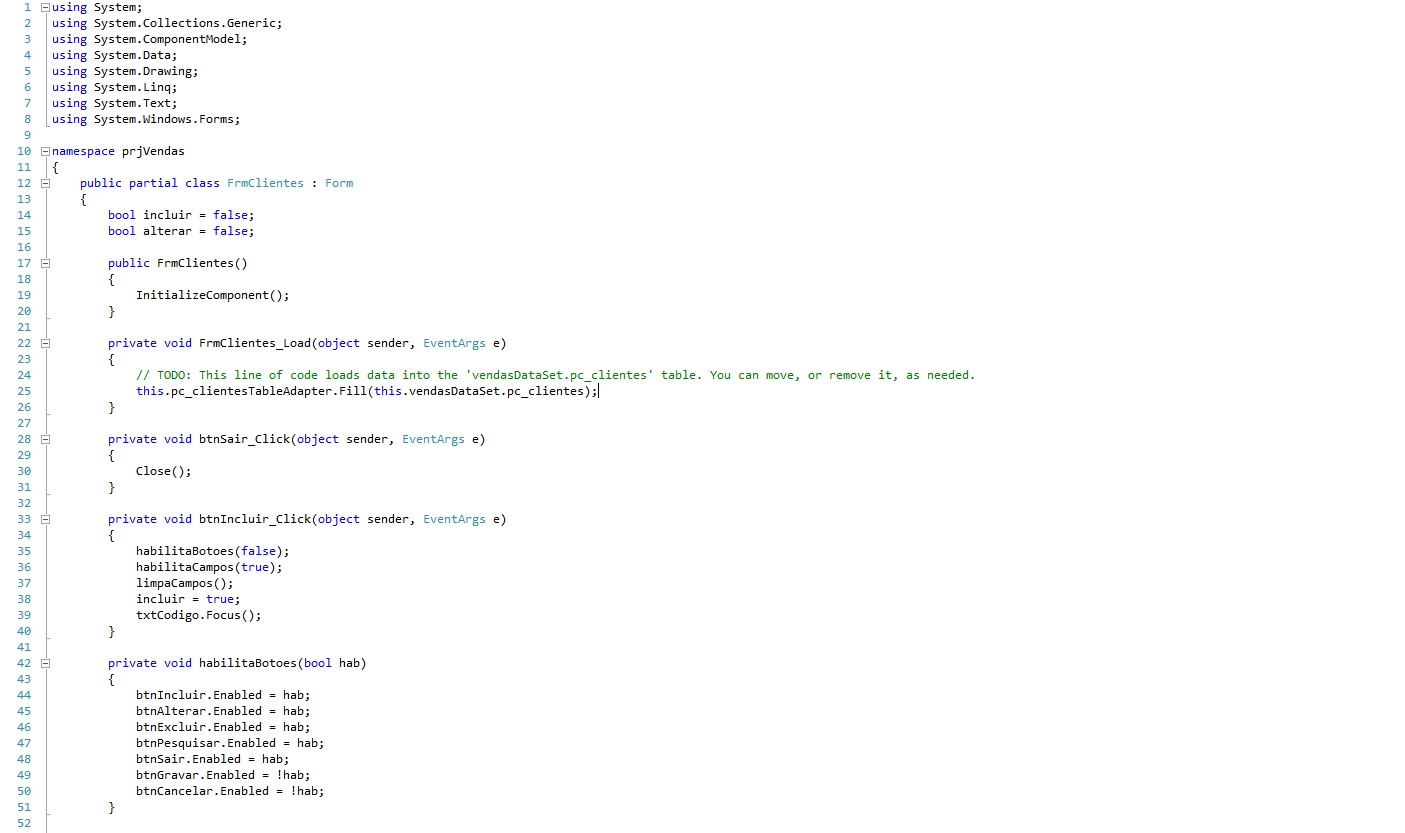 1 using System;
2 using System.Collections.Generic;
3 using System.ComponentModel;
4 using System.Data;
5 using System.Drawing;
6 using System.Linq;
7 using System.Text;
8 using System.Windows.Forms;
9
10 namespace prjVendas
11 {
12     public partial class FrmClientes : Form
13     {
14         bool incluir = false;
15         bool alterar = false;
16
17         public FrmClientes()
18         {
19             InitializeComponent();
20         }
21
22         private void FrmClientes_Load(object sender, EventArgs e)
23         {
24             // TODO: This line of code loads data into the 'vendasDataSet.pc_clientes' table. You can move, or remove it, as needed.
25             this.pc_clientesTableAdapter.Fill(this.vendasDataSet.pc_clientes);
26         }
27
28         private void btnSair_Click(object sender, EventArgs e)
29         {
30             Close();
31         }
32
33         private void btnIncluir_Click(object sender, EventArgs e)
34         {
35             habilitaBotoes(false);
36             habilitaCampos(true);
37             limpaCampos();
38             incluir = true;
39             txtCodigo.Focus();
40         }
41
42         private void habilitaBotoes(bool hab)
43         {
44             btnIncluir.Enabled = hab;
45             btnAlterar.Enabled = hab;
46             btnExcluir.Enabled = hab;
47             btnPesquisar.Enabled = hab;
48             btnSair.Enabled = hab;
49             btnGravar.Enabled = !hab;
50             btnCancelar.Enabled = !hab;
51         }
52